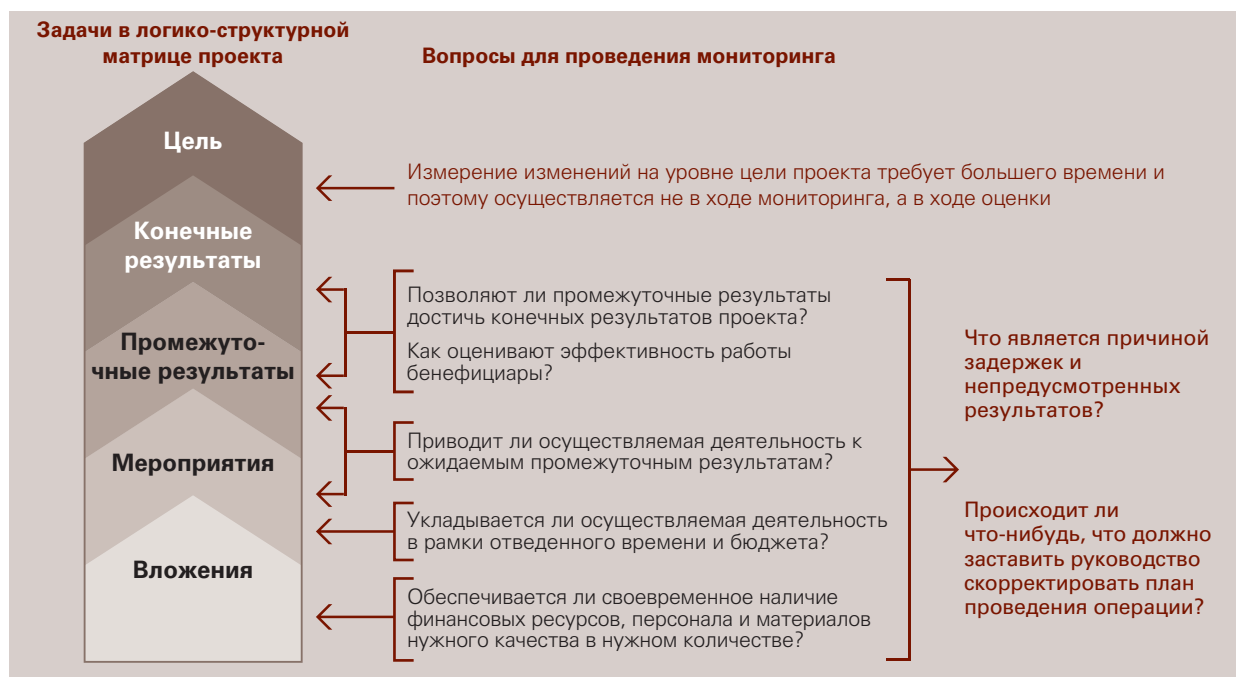 Задачи в логико-структурной
матрице проекта
Вопросы для проведения мониторинга
Цель
Измерение изменений на уровне цели проекта требует большего времени и
поэтому осуществляется не в ходе мониторинга, а в ходе оценки
Конечные
результаты
Позволяют ли промежуточные результаты
достичь конечных результатов проекта?
Как оценивают эффективность работы
бенефициары?
Промежуто-
чные результаты
Приводит ли осуществляемая деятельность к
ожидаемым промежуточным результатам?
Мероприятия
Укладывается ли осуществляемая деятельность
в рамки отведенного времени и бюджета?
Вложения
Обеспечивается ли своевременное наличие
финансовых ресурсов, персонала и материалов
нужного качества в нужном количестве?
Что является причиной
задержек и
непредусмотренных
результатов?
Происходит ли
что-нибудь, что должно
заставить руководство
скорректировать план
проведения операции?